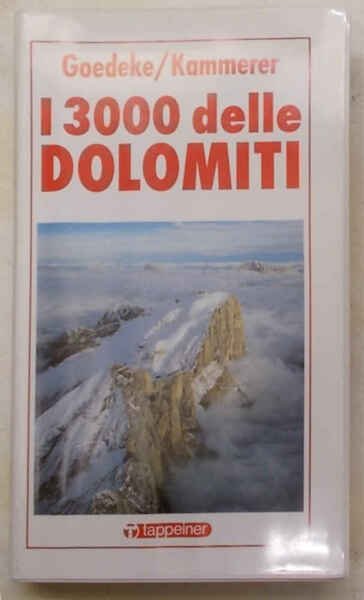 Goedeke/Kammerer
I 3000 delle
DOLOMITI
tappeiner